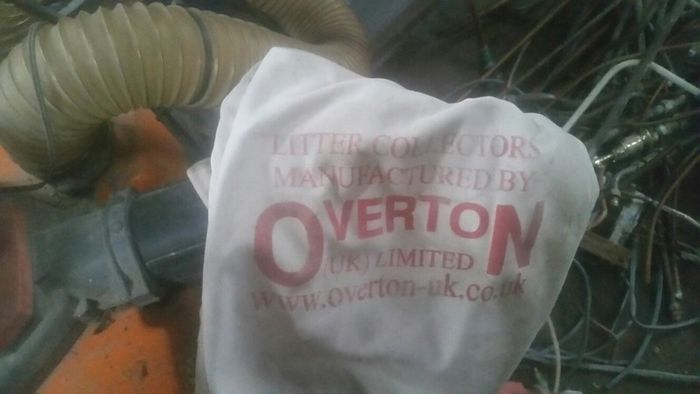 LITTER COLLECTORS
MANUFACTURED BY
OVERTON
(UK) LIMITED
www.overton-uk.co.uk